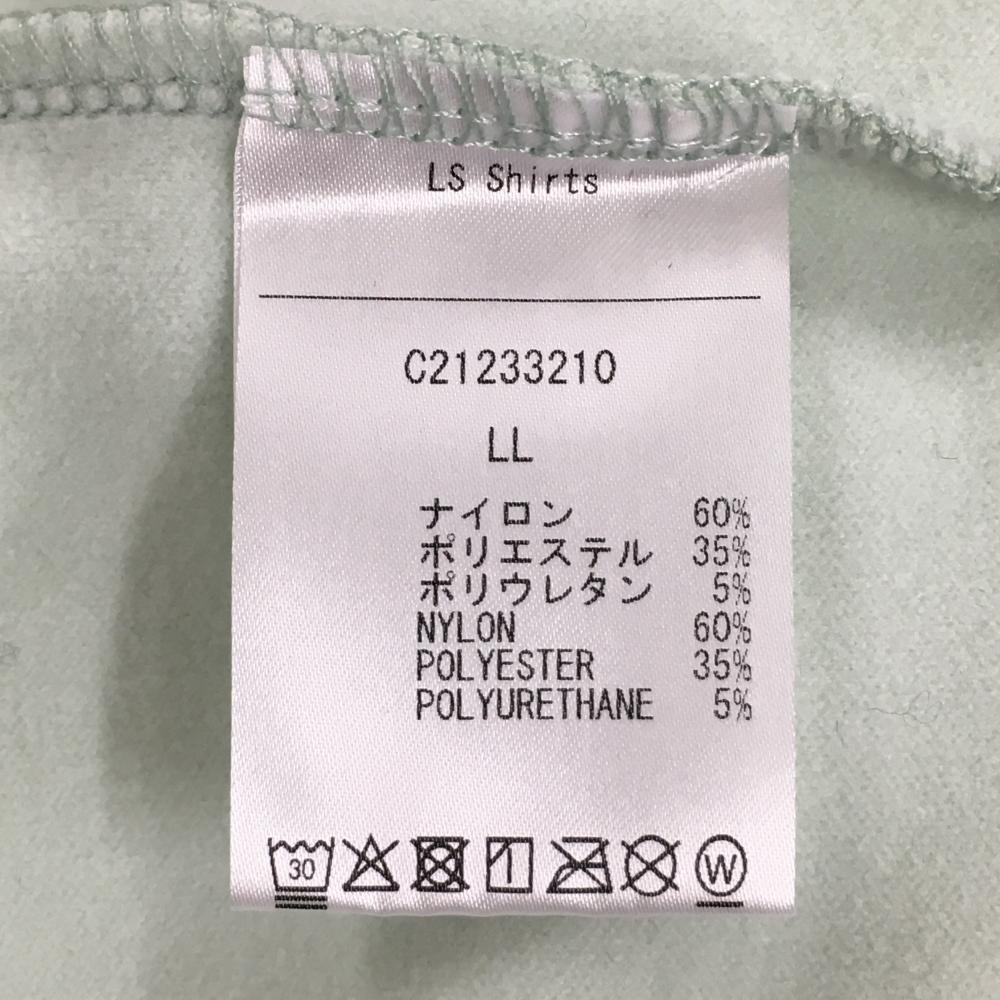 LS Shirts
C21233210
LL
ナイロン 60%
ポリエステル 35%
ポリウレタン 5%
NYLON 60%
POLYESTER 35%
POLYURETHANE 5%
30 W